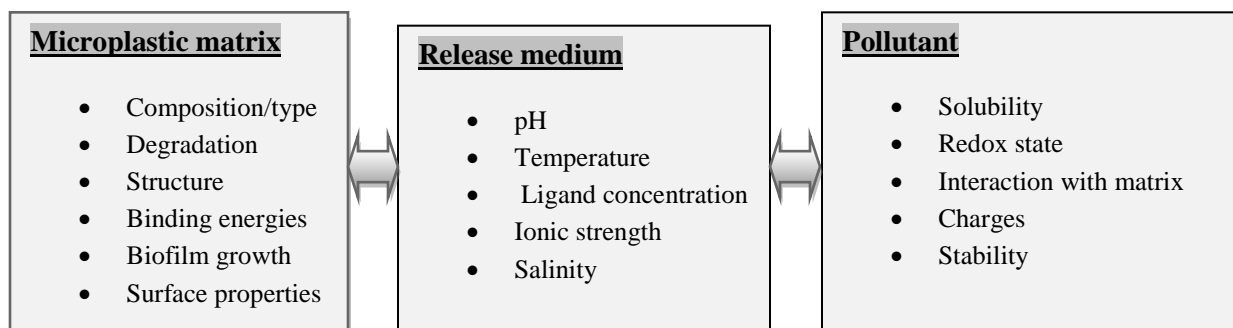 Microplastic matrix
• Composition/type
• Degradation
• Structure
• Binding energies
• Biofilm growth
• Surface properties
Release medium
• pH
• Temperature
• Ligand concentration
• Ionic strength
• Salinity
Pollutant
• Solubility
• Redox state
• Interaction with matrix
• Charges
• Stability